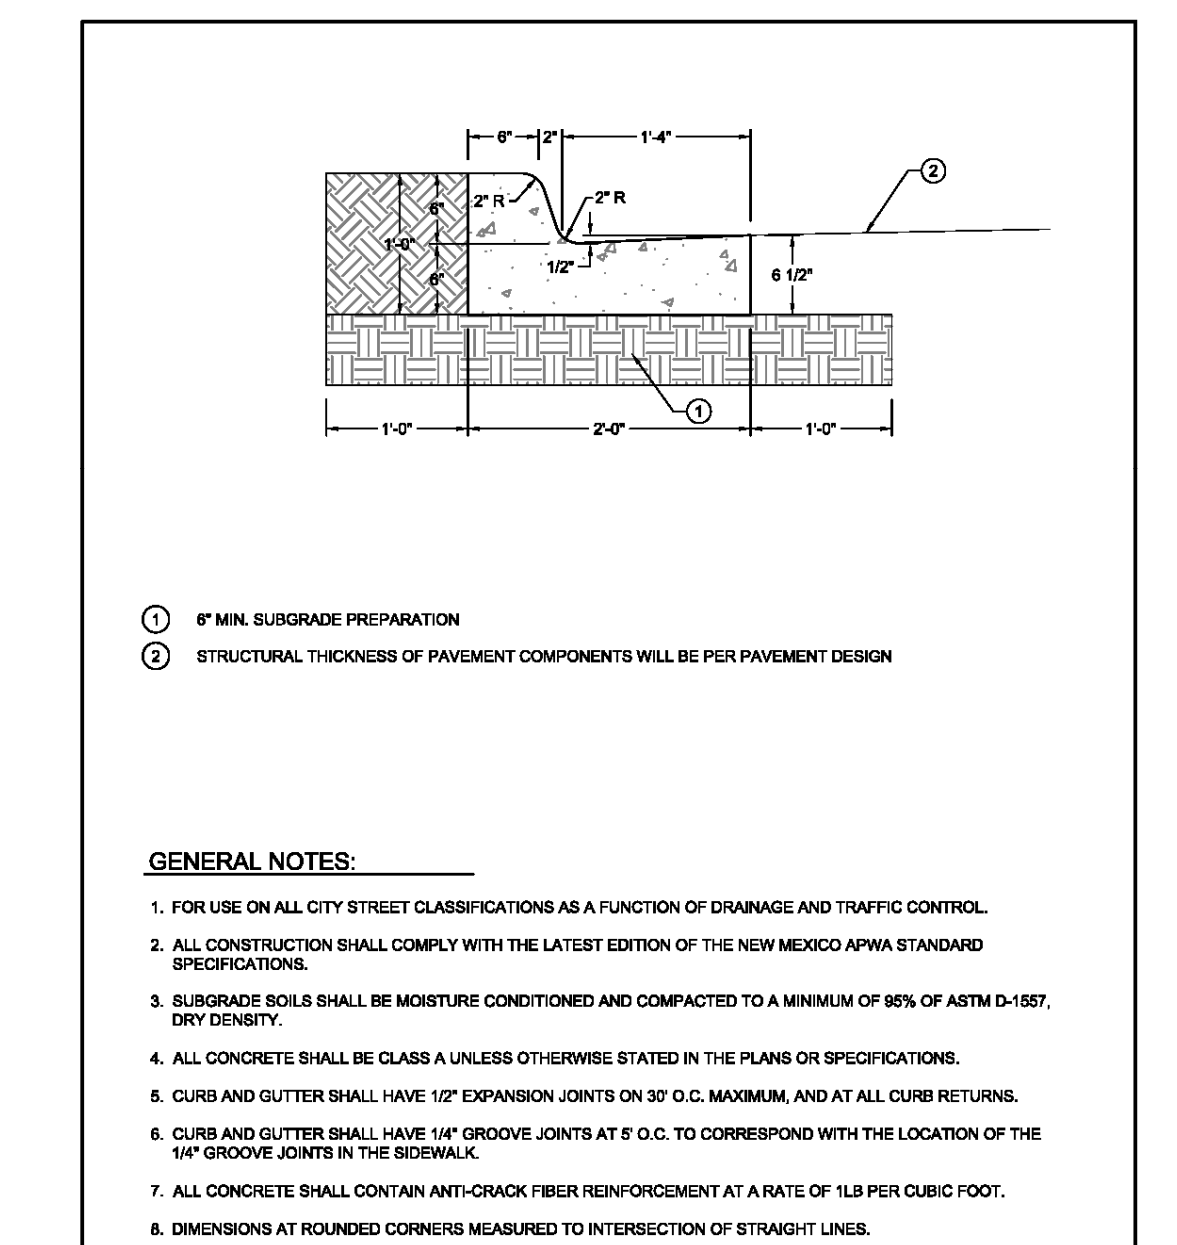 6" 2" 1'-4"
2
2" R 2" R
6"
1'-0"
1/2" 6 1/2"
6"
1
1'-0" 2'-0" 1'-0"
1 6" MIN. SUBGRADE PREPARATION
2 STRUCTURAL THICKNESS OF PAVEMENT COMPONENTS WILL BE PER PAVEMENT DESIGN
GENERAL NOTES:
1. FOR USE ON ALL CITY STREET CLASSIFICATIONS AS A FUNCTION OF DRAINAGE AND TRAFFIC CONTROL.
2. ALL CONSTRUCTION SHALL COMPLY WITH THE LATEST EDITION OF THE NEW MEXICO APWA STANDARD
SPECIFICATIONS.
3. SUBGRADE SOILS SHALL BE MOISTURE CONDITIONED AND COMPACTED TO A MINIMUM OF 95% OF ASTM D-1557,
DRY DENSITY.
4. ALL CONCRETE SHALL BE CLASS A UNLESS OTHERWISE STATED IN THE PLANS OR SPECIFICATIONS.
5. CURB AND GUTTER SHALL HAVE 1/2" EXPANSION JOINTS ON 30' O.C. MAXIMUM, AND AT ALL CURB RETURNS.
6. CURB AND GUTTER SHALL HAVE 1/4" GROOVE JOINTS AT 5' O.C. TO CORRESPOND WITH THE LOCATION OF THE
1/4" GROOVE JOINTS IN THE SIDEWALK.
7. ALL CONCRETE SHALL CONTAIN ANTI-CRACK FIBER REINFORCEMENT AT A RATE OF 1LB PER CUBIC FOOT.
8. DIMENSIONS AT ROUNDED CORNERS MEASURED TO INTERSECTION OF STRAIGHT LINES.